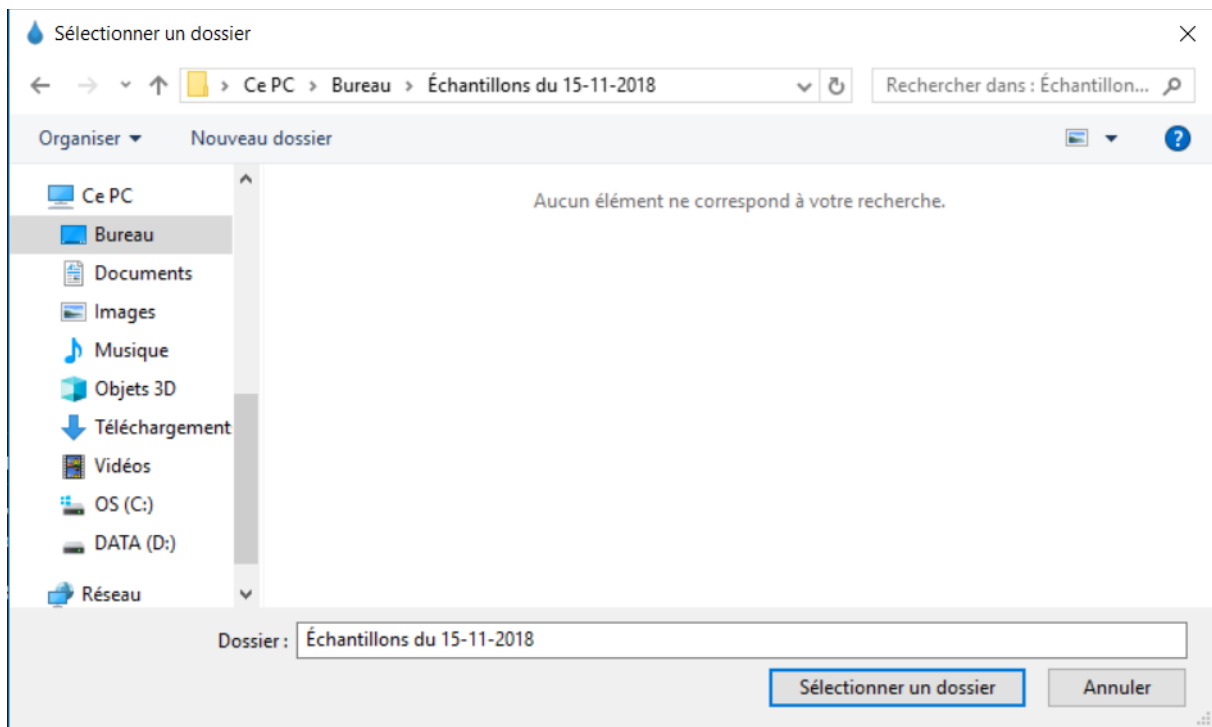 Sélectionner un dossier
Ce PC > Bureau > Échantillons du 15-11-2018
Rechercher dans : Échantillon...
Organiser
Nouveau dossier
Ce PC
Aucun élément ne correspond à votre recherche.
Bureau
Documents
Images
Musique
Objets 3D
Téléchargement
Vidéos
OS (C:)
DATA (D:)
Réseau
Dossier : Échantillons du 15-11-2018
Sélectionner un dossier
Annuler